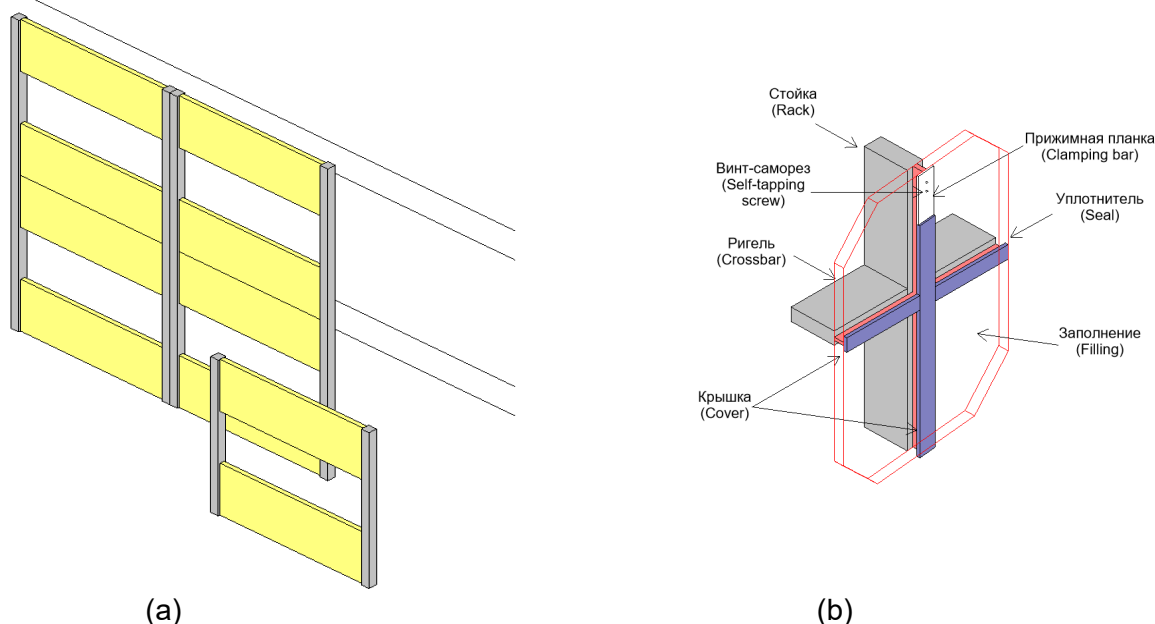 Стойка
(Rack)
Прижимная планка
(Clamping bar)
Винт-саморез
(Self-tapping
screw)
Уплотнитель
(Seal)
Ригель
(Crossbar)
Заполнение
(Filling)
Крышка
(Cover)
(a)
(b)